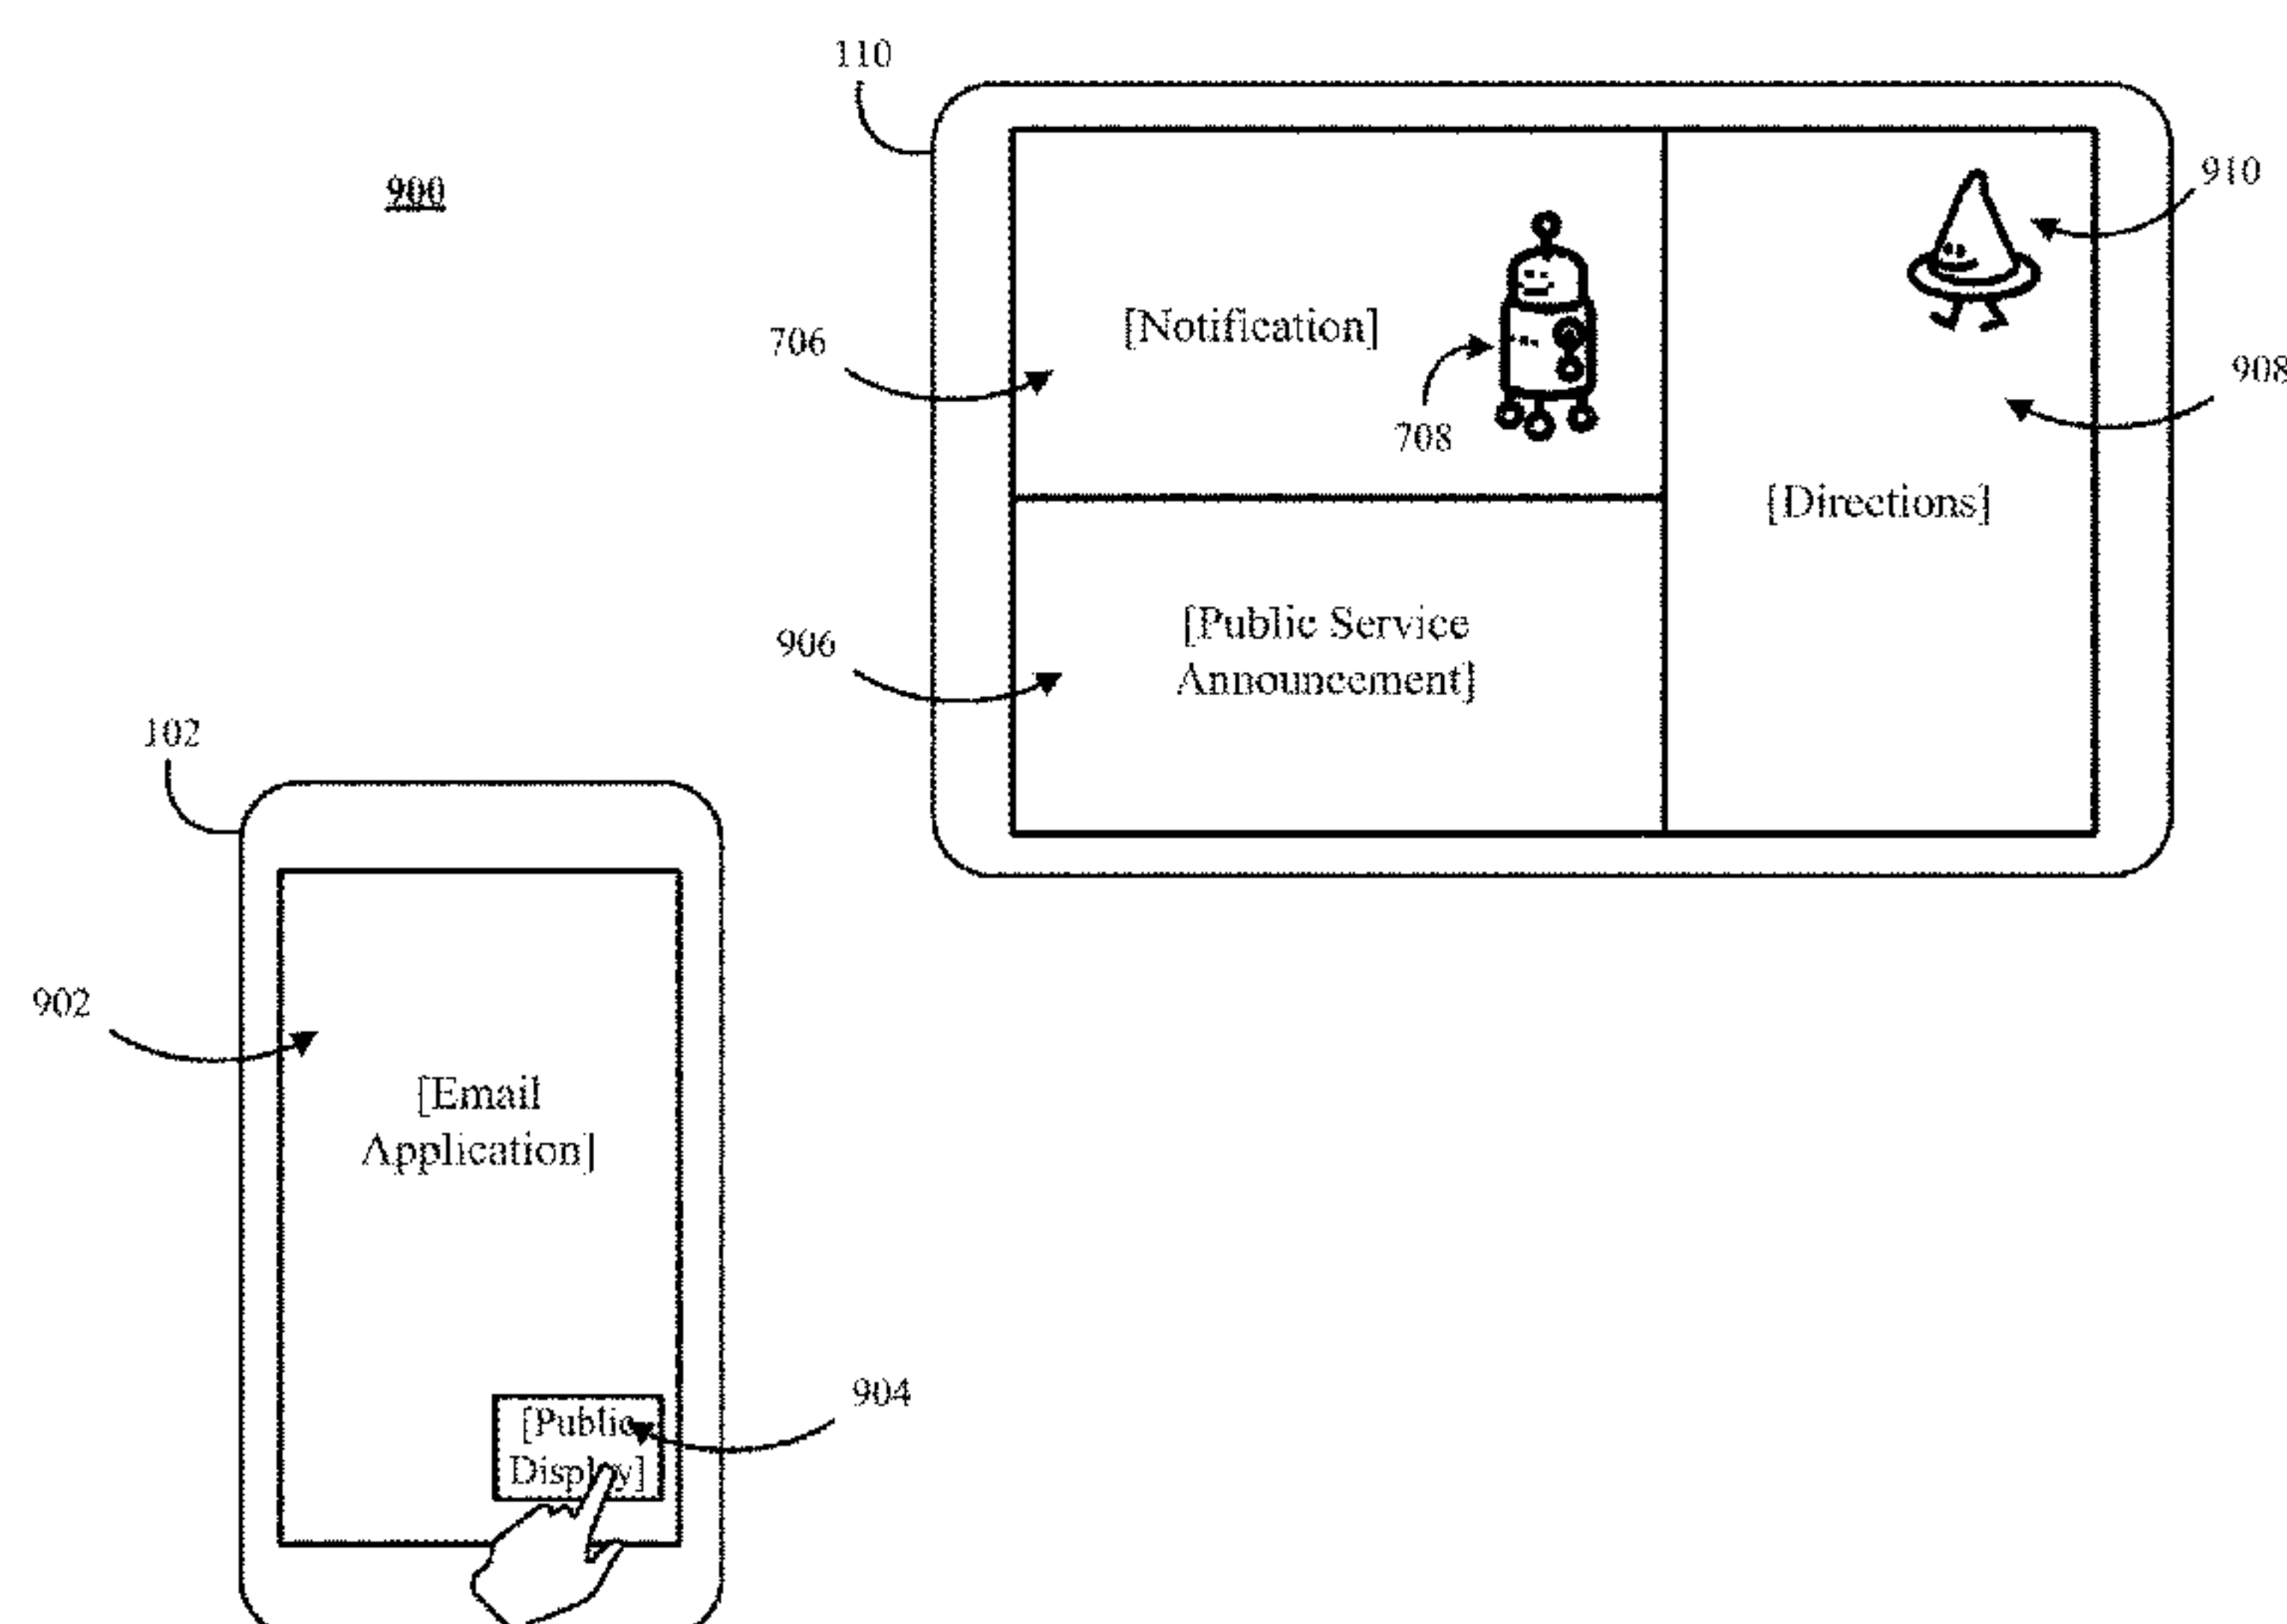 110
900
910
[Notification]
706
708
908
[Directions]
[Public Service
Announcement]
906
102
902
[Email
Application]
904
[Public
Display]